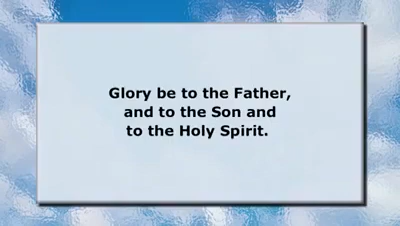 Glory be to the Father,
and to the Son and
to the Holy Spirit.